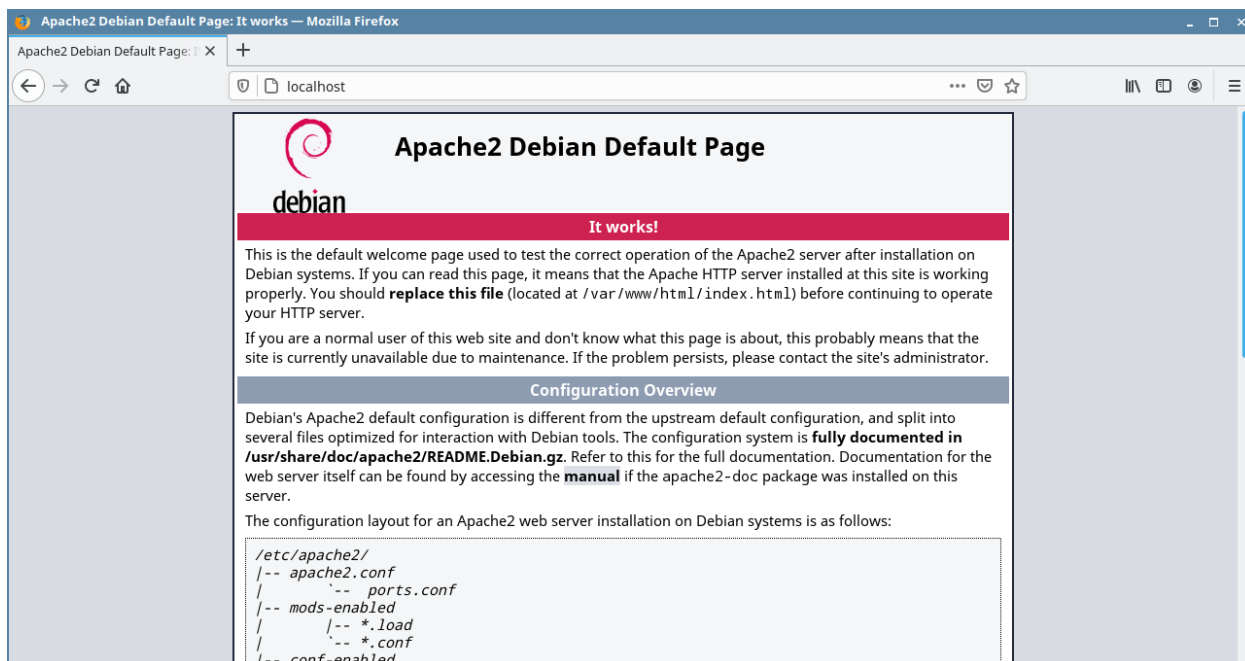 Apache2 Debian Default Page: It works — Mozilla Firefox
Apache2 Debian Default Page: I
localhost
debian
Apache2 Debian Default Page
It works!
This is the default welcome page used to test the correct operation of the Apache2 server after installation on
Debian systems. If you can read this page, it means that the Apache HTTP server installed at this site is working
properly. You should replace this file (located at /var/www/html/index.html) before continuing to operate
your HTTP server.
If you are a normal user of this web site and don't know what this page is about, this probably means that the
site is currently unavailable due to maintenance. If the problem persists, please contact the site's administrator.
Configuration Overview
Debian's Apache2 default configuration is different from the upstream default configuration, and split into
several files optimized for interaction with Debian tools. The configuration system is fully documented in
/usr/share/doc/apache2/README.Debian.gz. Refer to this for the full documentation. Documentation for the
web server itself can be found by accessing the manual if the apache2-doc package was installed on this
server.
The configuration layout for an Apache2 web server installation on Debian systems is as follows:
/etc/apache2/
|-- apache2.conf
|       `--  ports.conf
|-- mods-enabled
|       |-- *.load
|       `-- *.conf
|-- conf-enabled